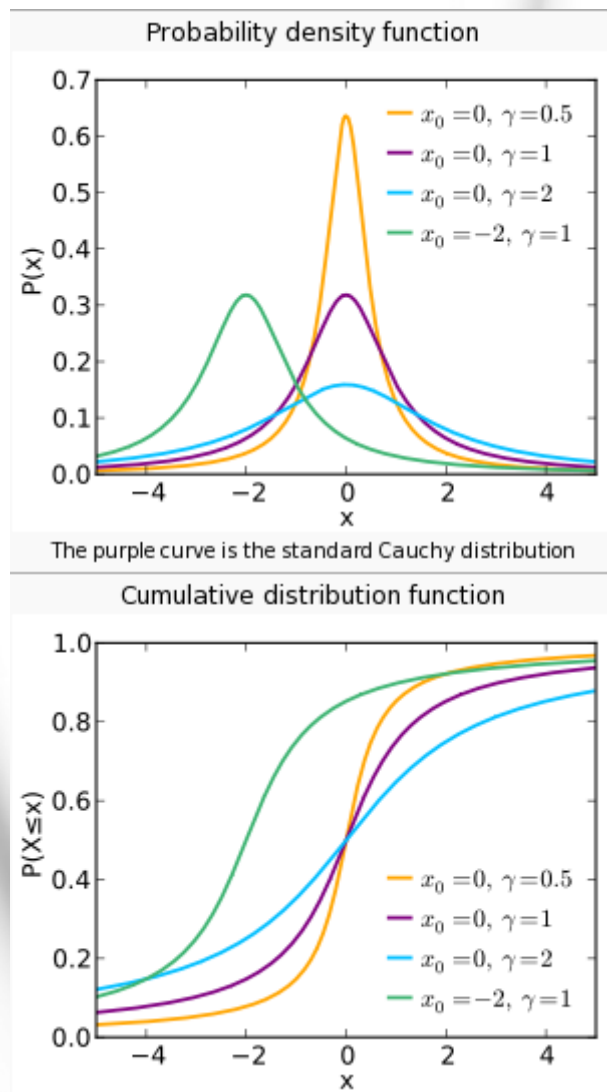 Probability density function
0.7
0.6
0.5
0.4
0.3
0.2
0.1
0.0
P(x)
x₀ =0, γ=0.5
x₀ =0, γ=1
x₀ =0, γ=2
x₀ =−2, γ=1
−4 −2 0 2 4
x
The purple curve is the standard Cauchy distribution
Cumulative distribution function
1.0
0.8
0.6
0.4
0.2
0.0
P(X≤x)
x₀ =0, γ=0.5
x₀ =0, γ=1
x₀ =0, γ=2
x₀ =−2, γ=1
−4 −2 0 2 4
x